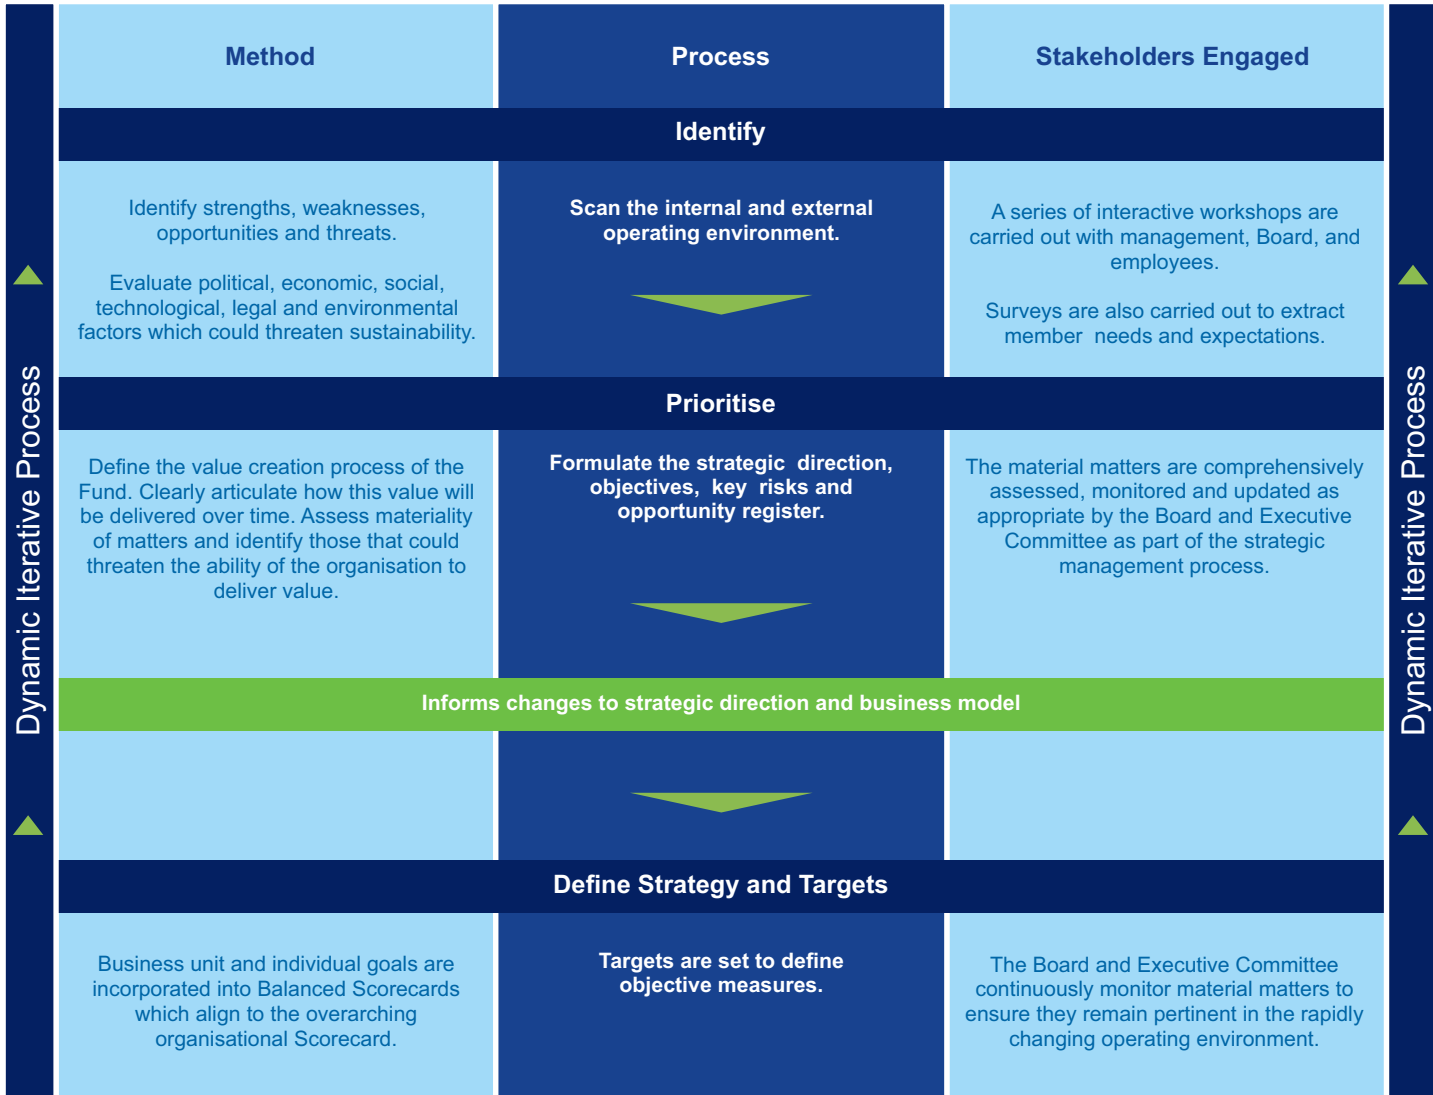 Dynamic Iterative Process
Method
Process
Stakeholders Engaged
Identify
Identify strengths, weaknesses,
opportunities and threats.
Evaluate political, economic, social,
technological, legal and environmental
factors which could threaten sustainability.
Scan the internal and external
operating environment.
A series of interactive workshops are
carried out with management, Board, and
employees.
Surveys are also carried out to extract
member needs and expectations.
Prioritise
Define the value creation process of the
Fund. Clearly articulate how this value will
be delivered over time. Assess materiality
of matters and identify those that could
threaten the ability of the organisation to
deliver value.
Formulate the strategic direction,
objectives, key risks and
opportunity register.
The material matters are comprehensively
assessed, monitored and updated as
appropriate by the Board and Executive
Committee as part of the strategic
management process.
Informs changes to strategic direction and business model
Define Strategy and Targets
Business unit and individual goals are
incorporated into Balanced Scorecards
which align to the overarching
organisational Scorecard.
Targets are set to define
objective measures.
The Board and Executive Committee
continuously monitor material matters to
ensure they remain pertinent in the rapidly
changing operating environment.
Dynamic Iterative Process